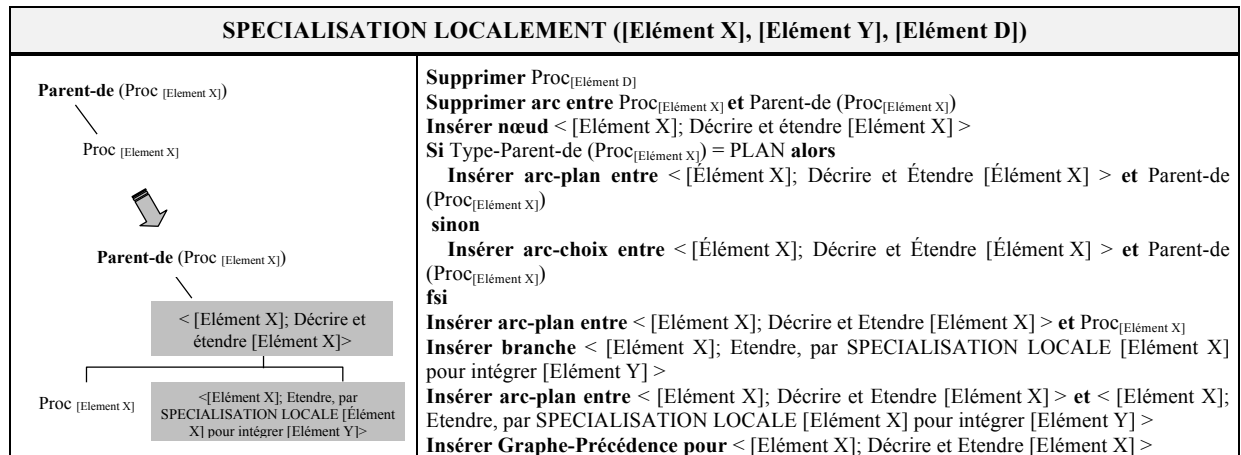 SPECIALISATION LOCALEMENT ([Elément X], [Elément Y], [Elément D])
Parent-de (Proc [Element X])
Proc [Element X]
Parent-de (Proc [Element X])
< [Elément X]; Décrire et
étendre [Elément X]>
Proc [Element X]
<[Elément X]; Etendre, par
SPECIALISATION LOCALE [Élément
X] pour intégrer [Elément Y]>
Supprimer Proc[Elément D]
Supprimer arc entre Proc[Elément X] et Parent-de (Proc[Elément X])
Insérer nœud < [Elément X]; Décrire et étendre [Elément X] >
Si Type-Parent-de (Proc[Elément X]) = PLAN alors
Insérer arc-plan entre < [Élément X]; Décrire et Étendre [Élément X] > et Parent-de
(Proc[Elément X])
sinon
Insérer arc-choix entre < [Élément X]; Décrire et Étendre [Élément X] > et Parent-de
(Proc[Elément X])
fsi
Insérer arc-plan entre < [Elément X]; Décrire et Etendre [Elément X] > et Proc[Elément X]
Insérer branche < [Elément X]; Etendre, par SPECIALISATION LOCALE [Elément X]
pour intégrer [Elément Y] >
Insérer arc-plan entre < [Elément X]; Décrire et Etendre [Elément X] > et < [Elément X];
Etendre, par SPECIALISATION LOCALE [Elément X] pour intégrer [Elément Y] >
Insérer Graphe-Précédence pour < [Elément X]; Décrire et Etendre [Elément X] >